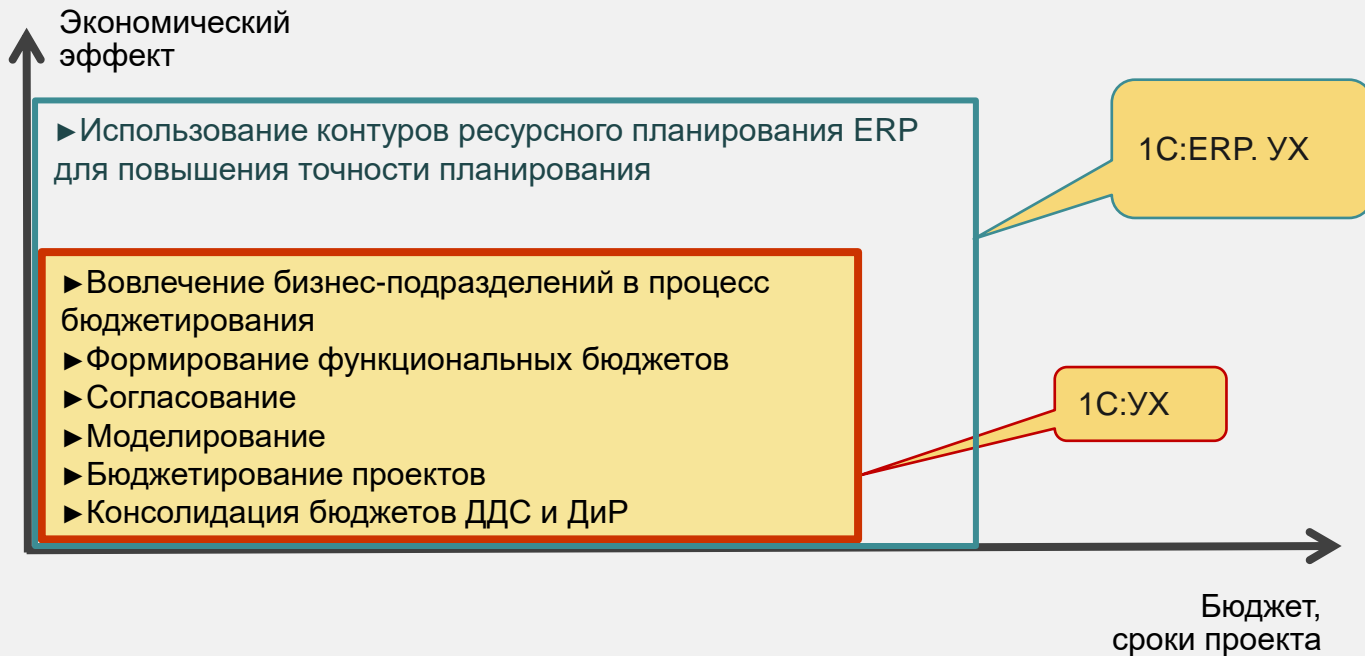 Экономический
эффект
►Использование контуров ресурсного планирования ERP
для повышения точности планирования
1С:ERP. УХ
►Вовлечение бизнес-подразделений в процесс
бюджетирования
►Формирование функциональных бюджетов
►Согласование
►Моделирование
►Бюджетирование проектов
►Консолидация бюджетов ДДС и ДиР
1С:УХ
Бюджет,
сроки проекта